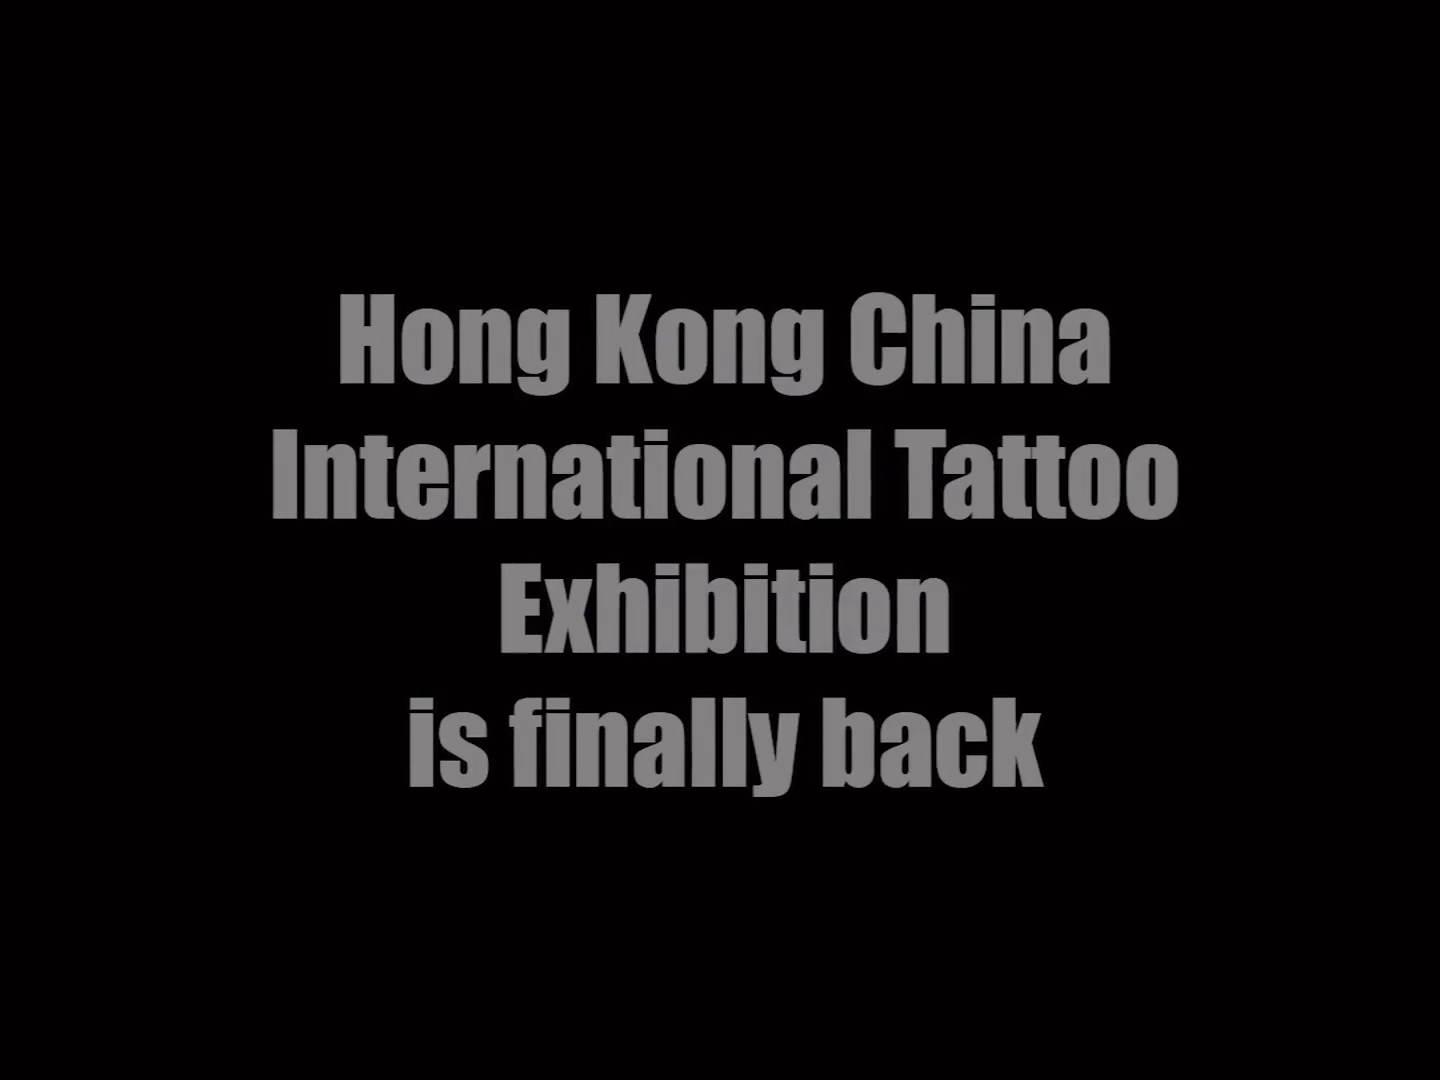 Hong Kong China
International Tattoo
Exhibition
is finally back